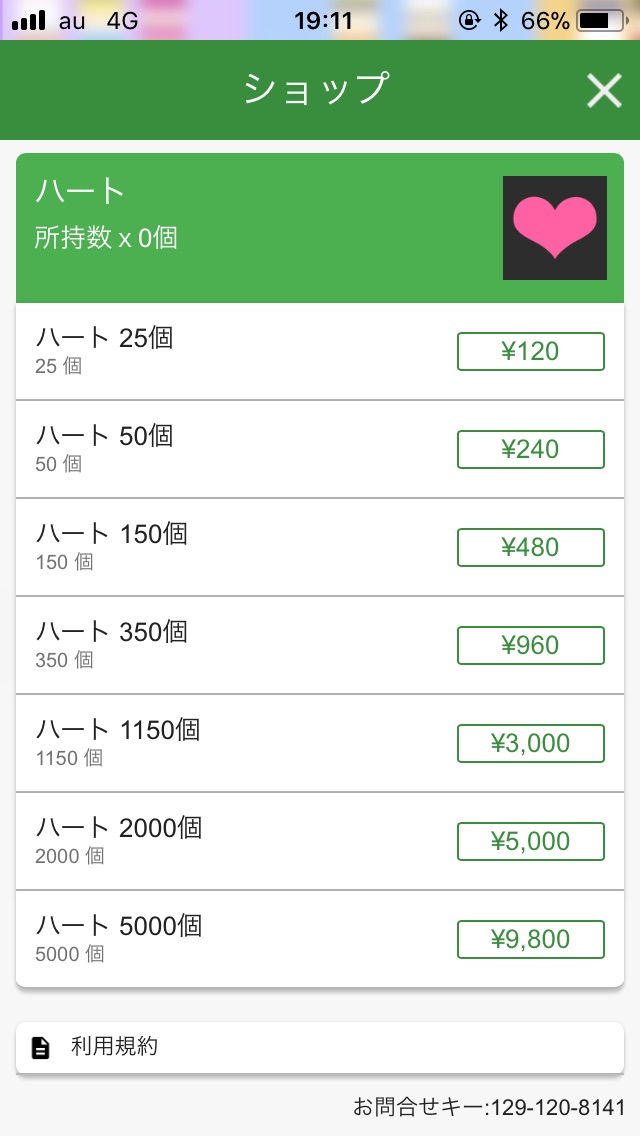 au 4G 19:11 66%
ショップ
ハート
所持数 x 0個
ハート 25個
25 個
¥120
ハート 50個
50 個
¥240
ハート 150個
150 個
¥480
ハート 350個
350 個
¥960
ハート 1150個
1150 個
¥3,000
ハート 2000個
2000 個
¥5,000
ハート 5000個
5000 個
¥9,800
利用規約
お問合せキー:129-120-8141